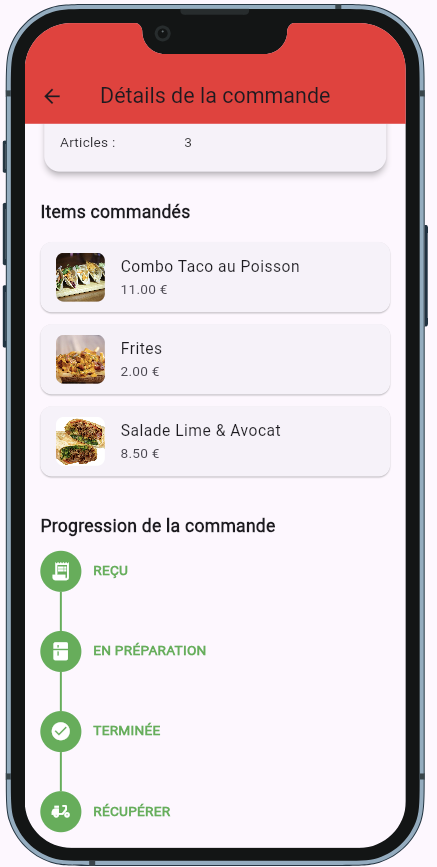 Détails de la commande
Articles : 3
Items commandés
Combo Taco au Poisson
11.00 €
Frites
2.00 €
Salade Lime & Avocat
8.50 €
Progression de la commande
REÇU
EN PRÉPARATION
TERMINÉE
RÉCUPÉRER